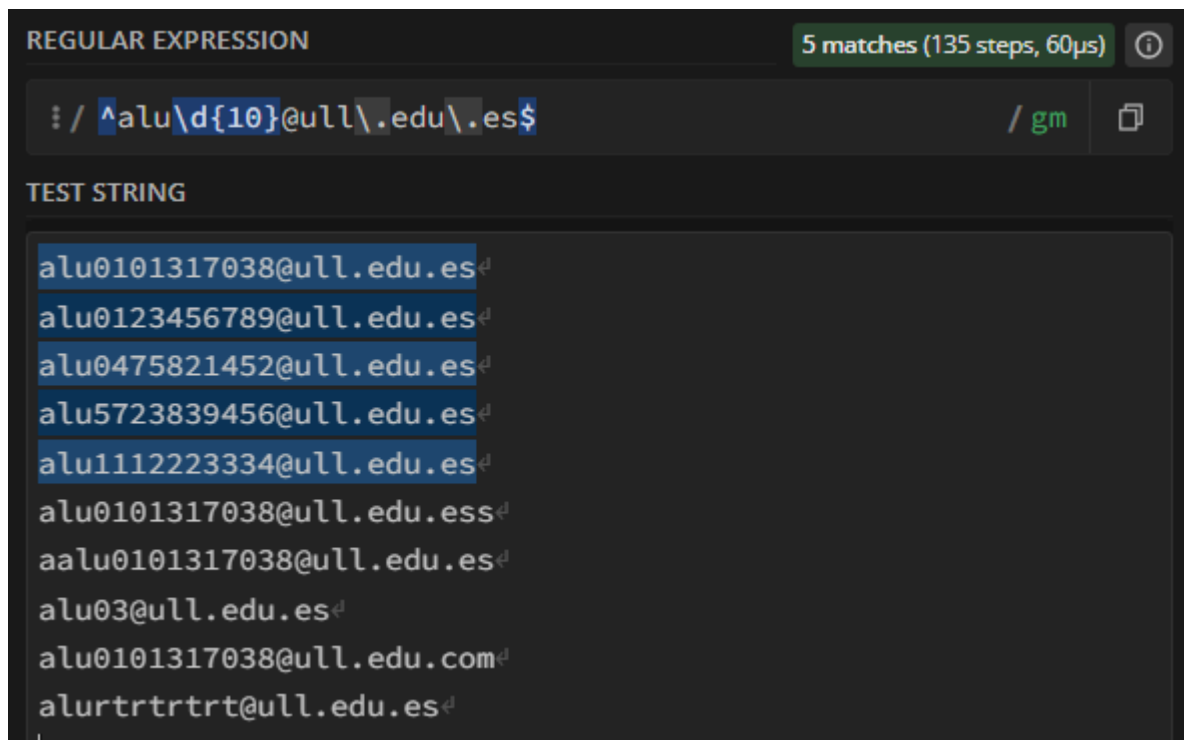 REGULAR EXPRESSION
5 matches (135 steps, 60µs)
/ ^alu\d{10}@ull\.edu\.es$ / gm
TEST STRING
alu0101317038@ull.edu.es
alu0123456789@ull.edu.es
alu0475821452@ull.edu.es
alu5723839456@ull.edu.es
alu1112223334@ull.edu.es
alu0101317038@ull.edu.ess
aalu0101317038@ull.edu.es
alu03@ull.edu.es
alu0101317038@ull.edu.com
alurtrtrtrt@ull.edu.es